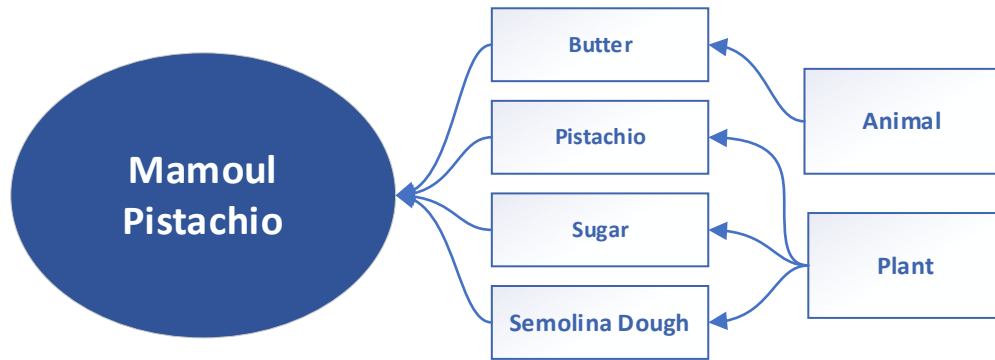 Mamoul
Pistachio
Butter
Pistachio
Sugar
Semolina Dough
Animal
Plant